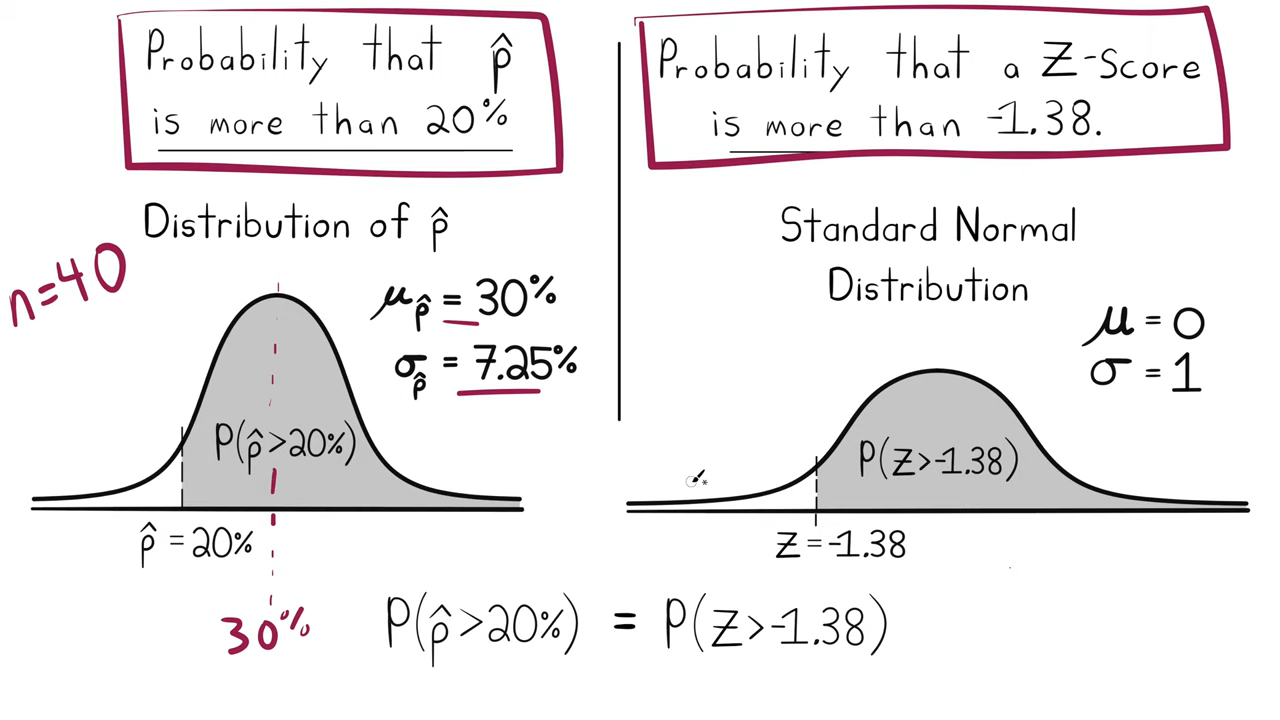 Probability that p̂
is more than 20%
Distribution of p̂
n=40
μp̂ = 30%
σp̂ = 7.25%
P(p̂>20%)
p̂ = 20%
30%
Probability that a Z-Score
is more than -1.38.
Standard Normal
Distribution
μ = 0
σ = 1
P(Z>-1.38)
Z = -1.38
P(p̂>20%) = P(Z>-1.38)